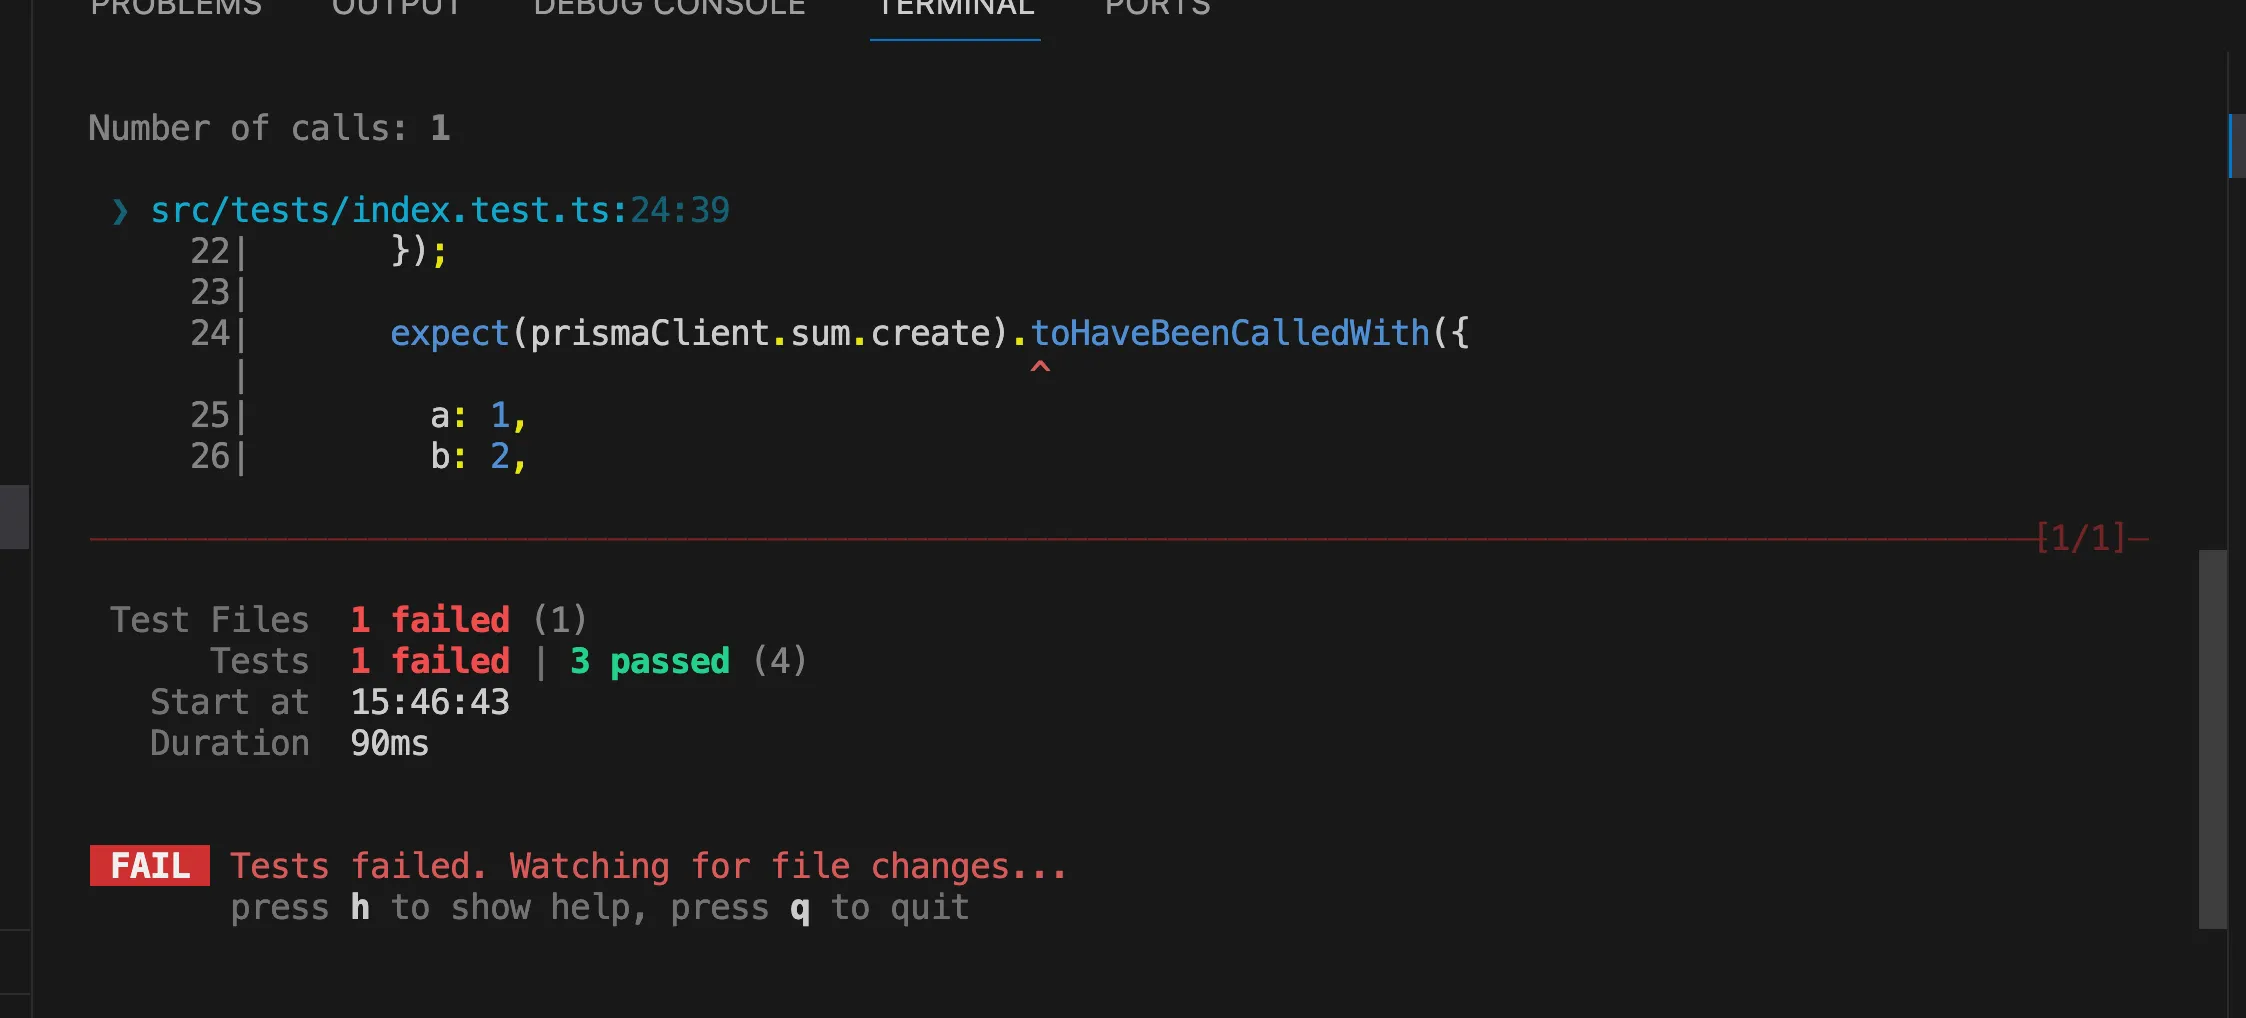 PROBLEMS OUTPUT DEBUG CONSOLE TERMINAL PORTS
Number of calls: 1
❯ src/tests/index.test.ts:24:39
22|       });
23|
24|       expect(prismaClient.sum.create).toHaveBeenCalledWith({
|                                       ^
25|         a: 1,
26|         b: 2,
[1/1]
Test Files  1 failed (1)
Tests  1 failed | 3 passed (4)
Start at  15:46:43
Duration  90ms
FAIL  Tests failed. Watching for file changes...
press h to show help, press q to quit